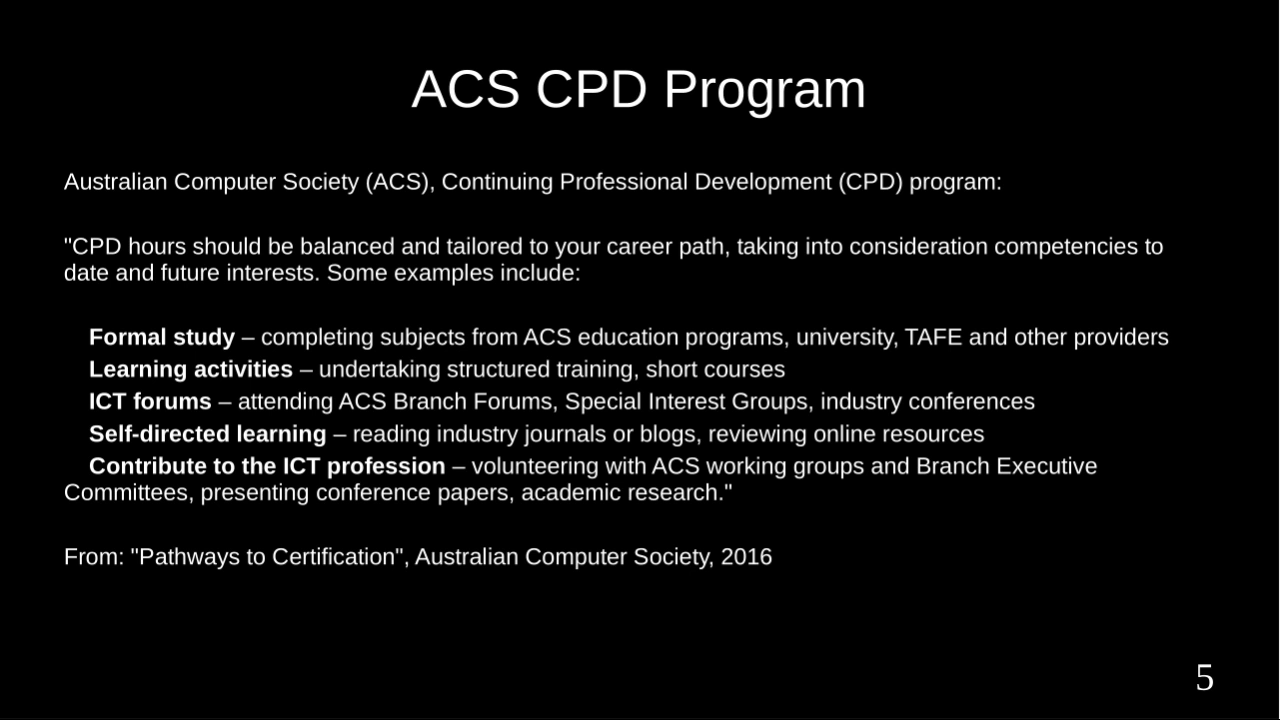 ACS CPD Program
Australian Computer Society (ACS), Continuing Professional Development (CPD) program:
"CPD hours should be balanced and tailored to your career path, taking into consideration competencies to
date and future interests. Some examples include:
Formal study – completing subjects from ACS education programs, university, TAFE and other providers
Learning activities – undertaking structured training, short courses
ICT forums – attending ACS Branch Forums, Special Interest Groups, industry conferences
Self-directed learning – reading industry journals or blogs, reviewing online resources
Contribute to the ICT profession – volunteering with ACS working groups and Branch Executive
Committees, presenting conference papers, academic research."
From: "Pathways to Certification", Australian Computer Society, 2016
5